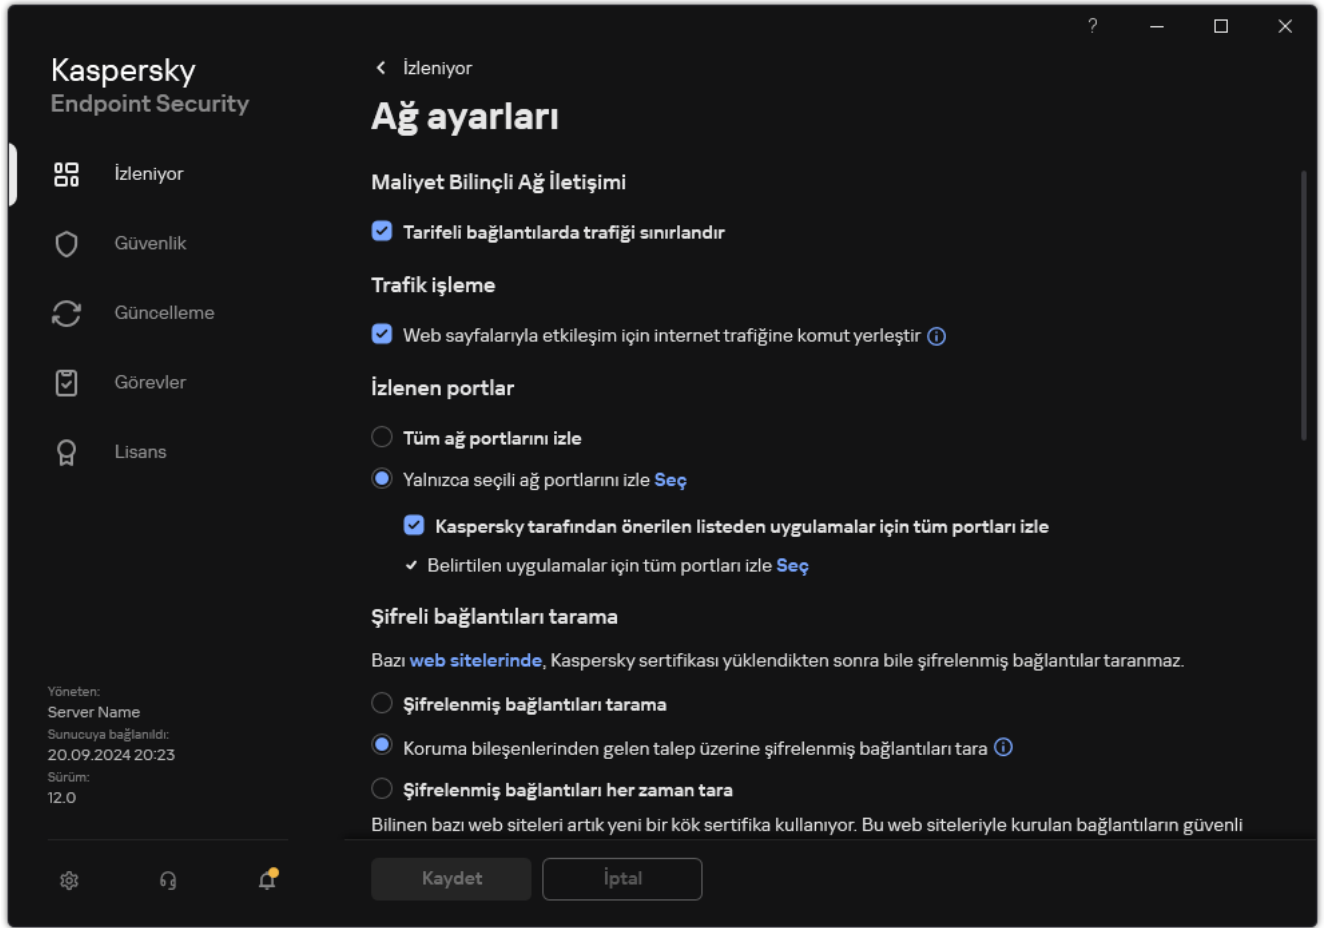 Kaspersky
Endpoint Security
İzleniyor
Güvenlik
Güncelleme
Görevler
Lisans
Yöneten:
Server Name
Sunucuya bağlanıldı:
20.09.2024 20:23
Sürüm:
12.0
İzleniyor
Ağ ayarları
Maliyet Bilinçli Ağ İletişimi
Tarifeli bağlantılarda trafiği sınırlandır
Trafik işleme
Web sayfalarıyla etkileşim için internet trafiğine komut yerleştir
İzlenen portlar
Tüm ağ portlarını izle
Yalnızca seçili ağ portlarını izle Seç
Kaspersky tarafından önerilen listeden uygulamalar için tüm portları izle
Belirtilen uygulamalar için tüm portları izle Seç
Şifreli bağlantıları tarama
Bazı web sitelerinde, Kaspersky sertifikası yüklendikten sonra bile şifrelenmiş bağlantılar taranmaz.
Şifrelenmiş bağlantıları tarama
Koruma bileşenlerinden gelen talep üzerine şifrelenmiş bağlantıları tara
Şifrelenmiş bağlantıları her zaman tara
Bilinen bazı web siteleri artık yeni bir kök sertifika kullanıyor. Bu web siteleriyle kurulan bağlantıların güvenli
Kaydet
İptal